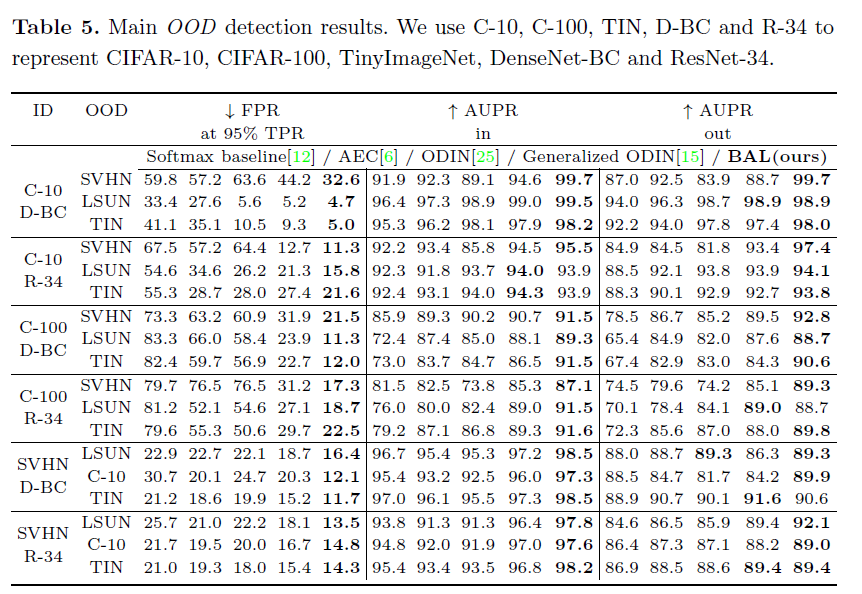 Table 5. Main OOD detection results. We use C-10, C-100, TIN, D-BC and R-34 to
represent CIFAR-10, CIFAR-100, TinyImageNet, DenseNet-BC and ResNet-34.
ID OOD ↓ FPR ↑ AUPR ↑ AUPR
at 95% TPR in out
Softmax baseline[12] / AEC[6] / ODIN[25] / Generalized ODIN[15] / BAL(ours)
C-10 D-BC SVHN 59.8 57.2 63.6 44.2 32.6 91.9 92.3 89.1 94.6 99.7 87.0 92.5 83.9 88.7 99.7
LSUN 33.4 27.6 5.6 5.2 4.7 96.4 97.3 98.9 99.0 99.5 94.0 96.3 98.7 98.9 98.9
TIN 41.1 35.1 10.5 9.3 5.0 95.3 96.2 98.1 97.9 98.2 92.2 94.0 97.8 97.4 98.0
C-10 R-34 SVHN 67.5 57.2 64.4 12.7 11.3 92.2 93.4 85.8 94.5 95.5 84.9 84.5 81.8 93.4 97.4
LSUN 54.6 34.6 26.2 21.3 15.8 92.3 91.8 93.7 94.0 93.9 88.5 92.1 93.8 93.9 94.1
TIN 55.3 28.7 28.0 27.4 21.6 92.4 93.1 94.0 94.3 93.9 88.3 90.1 92.9 92.7 93.8
C-100 D-BC SVHN 73.3 63.2 60.9 31.9 21.5 85.9 89.3 90.2 90.7 91.5 78.5 86.7 85.2 89.5 92.8
LSUN 83.3 66.0 58.4 23.9 11.3 72.4 87.4 85.0 88.1 89.3 65.4 84.9 82.0 87.6 88.7
TIN 82.4 59.7 56.9 22.7 12.0 73.0 83.7 84.7 86.5 91.5 67.4 82.9 83.0 84.3 90.6
C-100 R-34 SVHN 79.7 76.5 76.5 31.2 17.3 81.5 82.5 73.8 85.3 87.1 74.5 79.6 74.2 85.1 89.3
LSUN 81.2 52.1 54.6 27.1 18.7 76.0 80.0 82.4 89.0 91.5 70.1 78.4 84.1 89.0 88.7
TIN 79.6 55.3 50.6 29.7 22.5 79.2 87.1 86.8 89.3 91.6 72.3 85.6 87.0 88.0 89.8
SVHN D-BC LSUN 22.9 22.7 22.1 18.7 16.4 96.7 95.4 95.3 97.2 98.5 88.0 88.7 89.3 86.3 89.3
C-10 30.7 20.1 24.7 20.3 12.1 95.4 93.2 92.5 96.0 97.3 88.5 84.7 81.7 84.2 89.9
TIN 21.2 18.6 19.9 15.2 11.7 97.0 96.1 95.5 97.3 98.5 88.9 90.7 90.1 91.6 90.6
SVHN R-34 LSUN 25.7 21.0 22.2 18.1 13.5 93.8 91.3 91.3 96.4 97.8 84.6 86.5 85.9 89.4 92.1
C-10 21.7 19.5 20.0 16.7 14.8 94.8 92.0 91.9 97.0 97.6 86.4 87.3 87.1 88.2 89.0
TIN 21.0 19.3 18.0 15.4 14.3 95.4 93.4 93.5 96.8 98.2 86.9 88.5 88.6 89.4 89.4